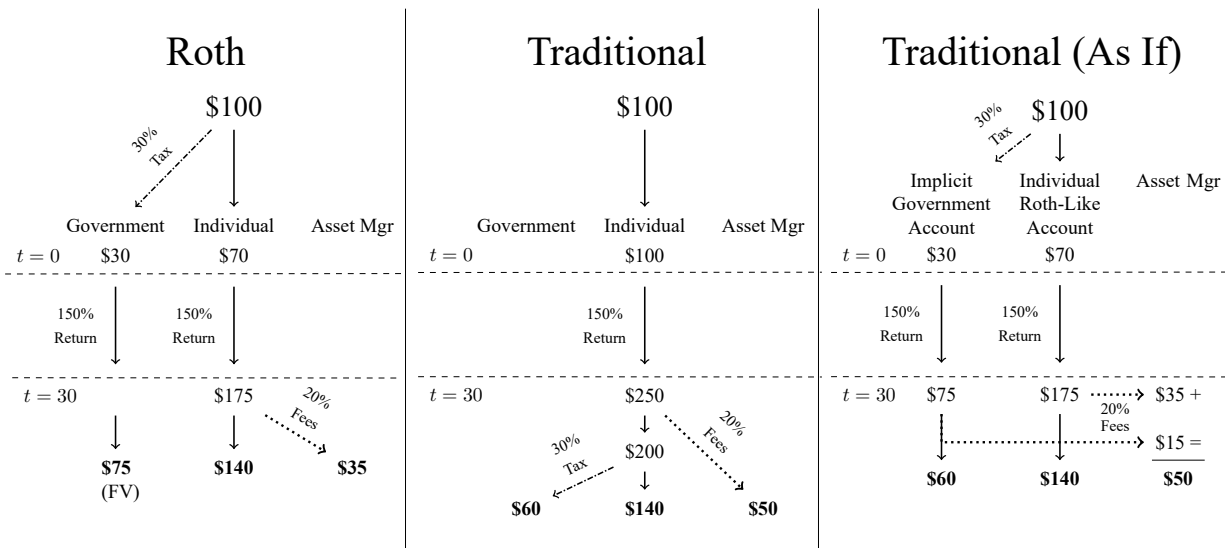 Roth
$100
30%
Tax
Government Individual Asset Mgr
t = 0 $30 $70
150%
Return
150%
Return
t = 30 $175
20%
Fees
$75 $140 $35
(FV)
Traditional
$100
Government Individual Asset Mgr
t = 0 $100
150%
Return
t = 30 $250
20%
Fees
$200
30%
Tax
$60 $140 $50
Traditional (As If)
$100
30%
Tax
Implicit
Government
Account
Individual
Roth-Like
Account
Asset Mgr
t = 0 $30 $70
150%
Return
150%
Return
t = 30 $75 $175 $35 +
20%
Fees
$15 =
$60 $140 $50